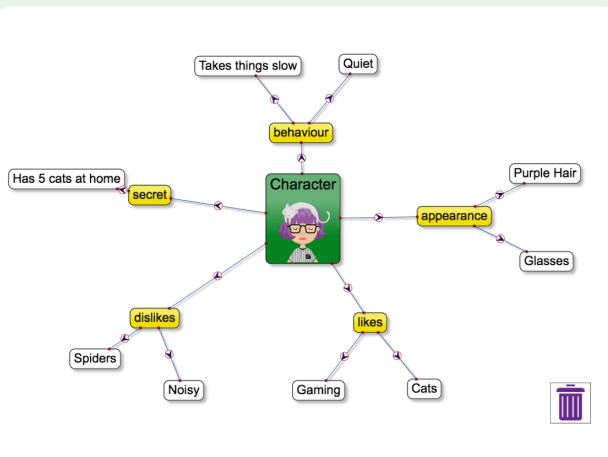 Takes things slow
Quiet
behaviour
Has 5 cats at home
secret
Character
Purple Hair
appearance
Glasses
dislikes
Spiders
Noisy
likes
Gaming
Cats